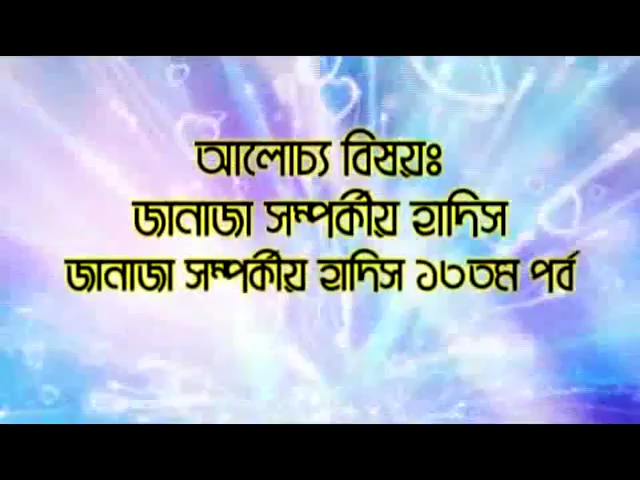 আলোচ্য বিষয়ঃ
জানাজা সম্পর্কীয় হাদিস
জানাজা সম্পর্কীয় হাদিস ১৩তম পর্ব